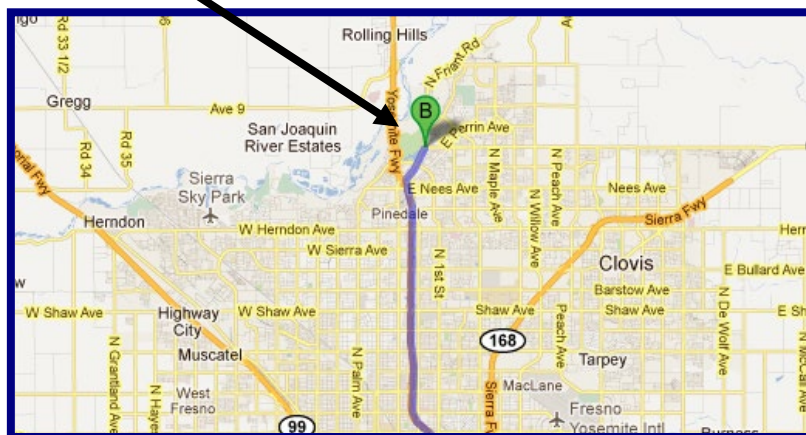 igo
Rd 33 1/2
/6
Rolling Hills
A
N Friant Rd
Gregg
Ave 9
Yosemite Fwy
B
E Perrin Ave
San Joaquin
River Estates
Rd 34
Rd 35
Sierra
Sky Park
E Nees Ave
N Maple Ave
N Willow Ave
N Peach Ave
Nees Ave
Sierra Fwy
Pinedale
Herndon
W Herndon Ave
W Sierra Ave
N 1st St
Clovis
E Bullard Ave
Barstow Ave
W Shaw Ave
W Shaw Ave
Shaw Ave
Shaw Ave
Highway
City
Muscatel
N Palm Ave
168
Peach Ave
Tarpey
N De Wolf Ave
N Grantland Ave
West
Fresno
MacLane
Fresno
Yosemite Intl
99